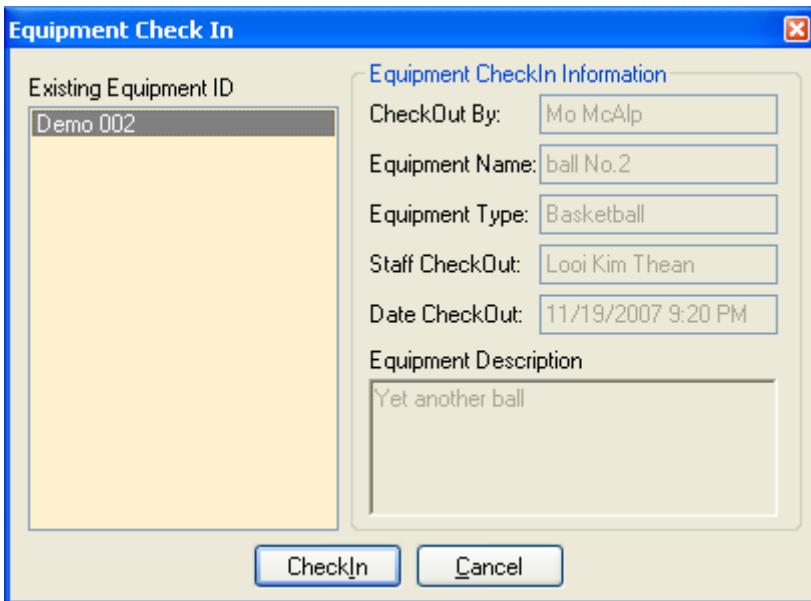 Equipment Check In
Existing Equipment ID
Demo 002
Equipment CheckIn Information
CheckOut By: Mo McAlp
Equipment Name: ball No.2
Equipment Type: Basketball
Staff CheckOut: Looi Kim Thean
Date CheckOut: 11/19/2007 9:20 PM
Equipment Description
Yet another ball
CheckIn Cancel